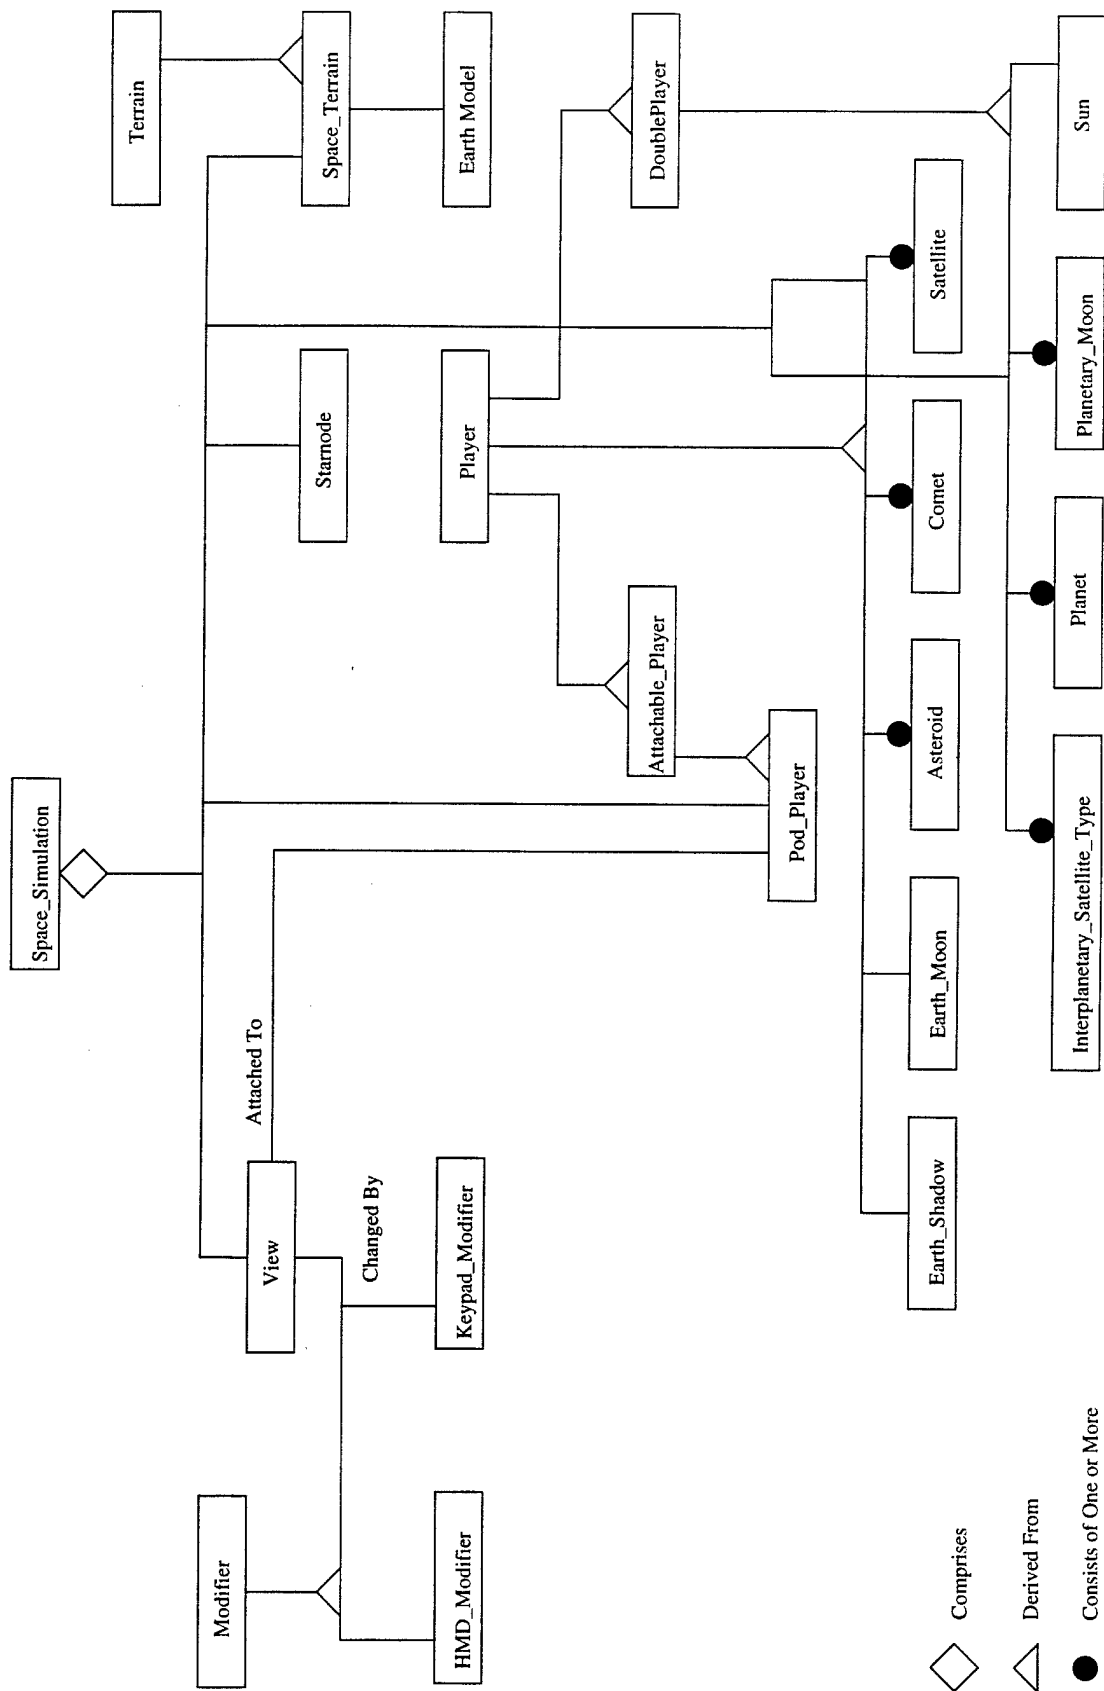 Space_Simulation
Terrain
Space_Terrain
Earth Model
Starnode
View
Attached To
Changed By
Modifier
HMD_Modifier
Keypad_Modifier
Player
Attachable_Player
DoublePlayer
Pod_Player
Earth_Shadow
Earth_Moon
Asteroid
Comet
Satellite
Interplanetary_Satellite_Type
Planet
Planetary_Moon
Sun
Comprises
Derived From
Consists of One or More